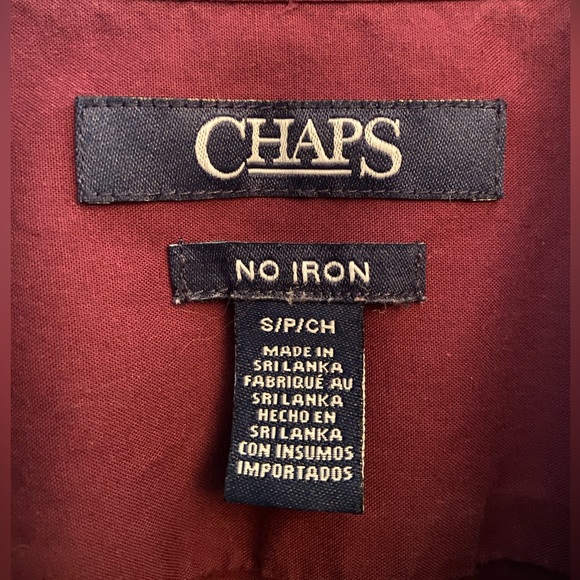 CHAPS
NO IRON
S/P/CH
MADE IN
SRI LANKA
FABRIQUÉ AU
SRI LANKA
HECHO EN
SRI LANKA
CON INSUMOS
IMPORTADOS